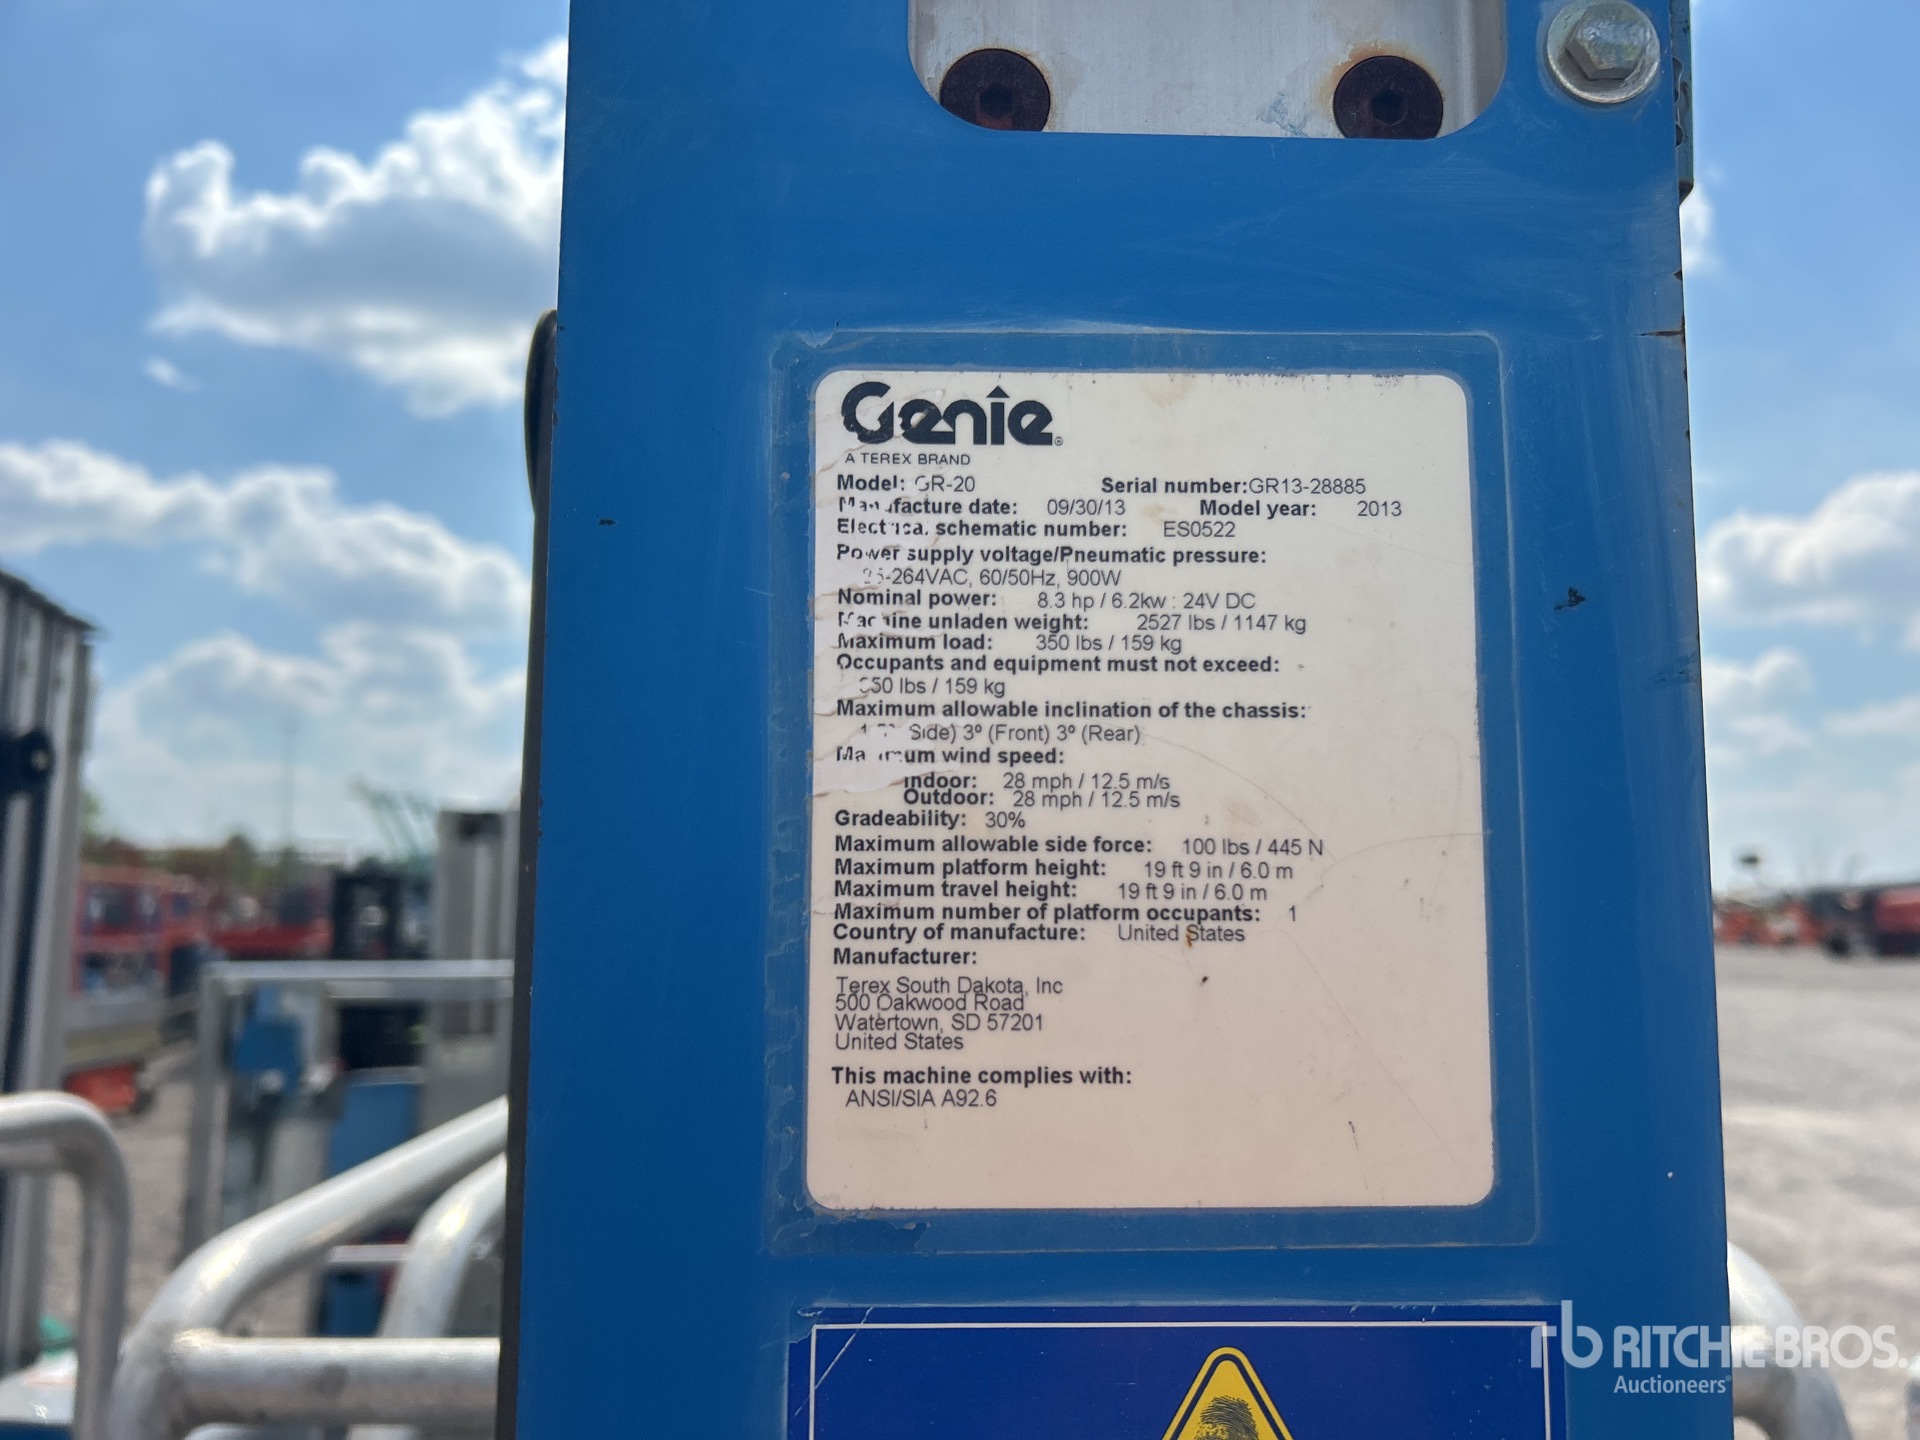 Genie®
A TEREX BRAND
Model: GR-20 Serial number:GR13-28885
Manufacture date: 09/30/13 Model year: 2013
Electrical schematic number: ES0522
Power supply voltage/Pneumatic pressure:
-264VAC, 60/50Hz, 900W
Nominal power: 8.3 hp / 6.2kw : 24V DC
Machine unladen weight: 2527 lbs / 1147 kg
Maximum load: 350 lbs / 159 kg
Occupants and equipment must not exceed:
350 lbs / 159 kg
Maximum allowable inclination of the chassis:
Side) 3º (Front) 3º (Rear)
Maximum wind speed:
Indoor: 28 mph / 12.5 m/s
Outdoor: 28 mph / 12.5 m/s
Gradeability: 30%
Maximum allowable side force: 100 lbs / 445 N
Maximum platform height: 19 ft 9 in / 6.0 m
Maximum travel height: 19 ft 9 in / 6.0 m
Maximum number of platform occupants: 1
Country of manufacture: United States
Manufacturer:
Terex South Dakota, Inc
500 Oakwood Road
Watertown, SD 57201
United States
This machine complies with:
ANSI/SIA A92.6
rb RITCHIE BROS.
Auctioneers®